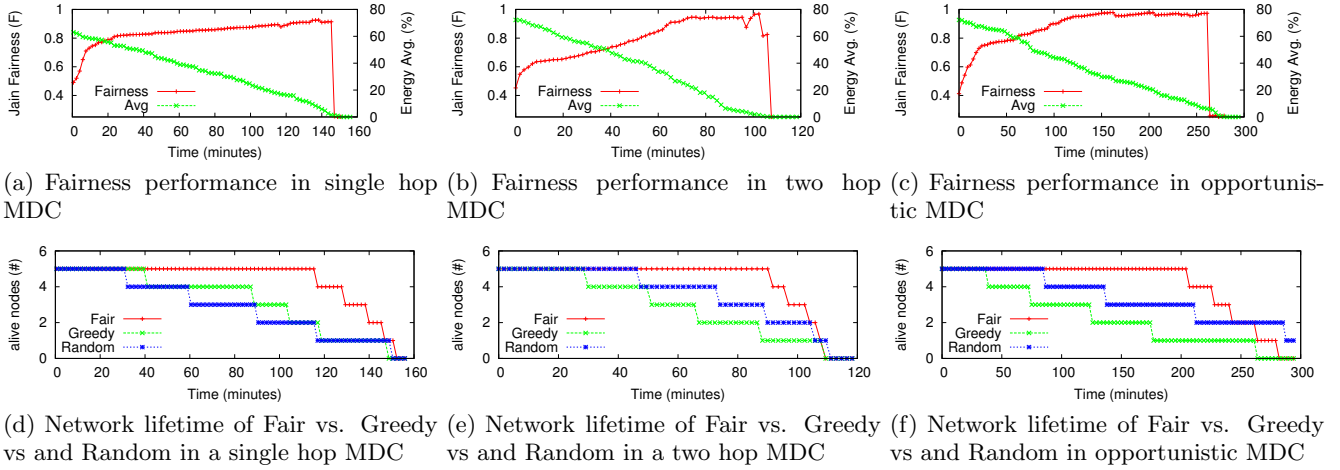 Jain Fairness (F)
1
0.8
0.6
0.4
0 20 40 60 80 100 120 140 160
Time (minutes)
80
60
40
20
0
Energy Avg. (%)
Fairness
Avg
(a) Fairness performance in single hop
MDC
Jain Fairness (F)
1
0.8
0.6
0.4
0 20 40 60 80 100 120
Time (minutes)
80
60
40
20
0
Energy Avg. (%)
Fairness
Avg
(b) Fairness performance in two hop
MDC
Jain Fairness (F)
1
0.8
0.6
0.4
0 50 100 150 200 250 300
Time (minutes)
80
60
40
20
0
Energy Avg. (%)
Fairness
Avg
(c) Fairness performance in opportunis-
tic MDC
alive nodes (#)
6
4
2
0
0 20 40 60 80 100 120 140 160
Time (minutes)
Fair
Greedy
Random
(d) Network lifetime of Fair vs. Greedy
vs and Random in a single hop MDC
alive nodes (#)
6
4
2
0
0 20 40 60 80 100 120
Time (minutes)
Fair
Greedy
Random
(e) Network lifetime of Fair vs. Greedy
vs and Random in a two hop MDC
alive nodes (#)
6
4
2
0
0 50 100 150 200 250 300
Time (minutes)
Fair
Greedy
Random
(f) Network lifetime of Fair vs. Greedy
vs and Random in opportunistic MDC